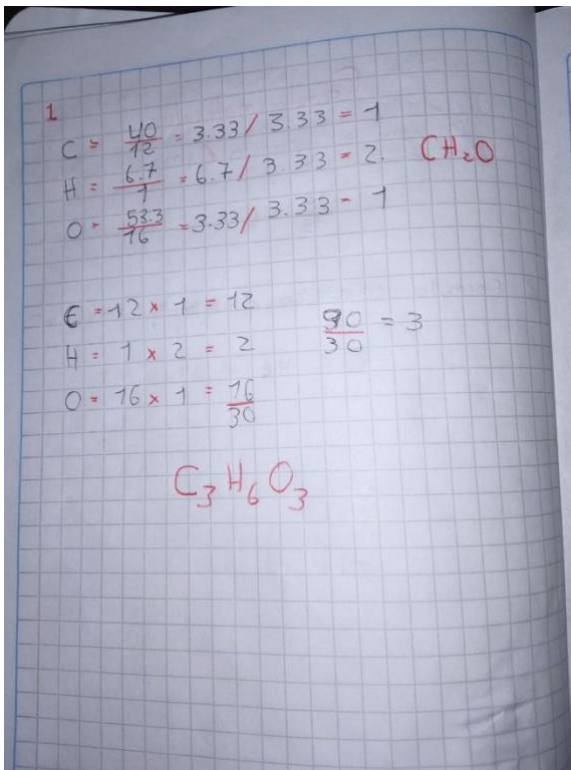 1
C = 40/12 = 3.33 / 3.33 = 1
H = 6.7/1 = 6.7 / 3.33 = 2. CH₂O
O = 53.3/16 = 3.33 / 3.33 = 1
C = 12 × 1 = 12
H = 1 × 2 = 2 90/30 = 3
O = 16 × 1 = 16
30
C₃H₆O₃